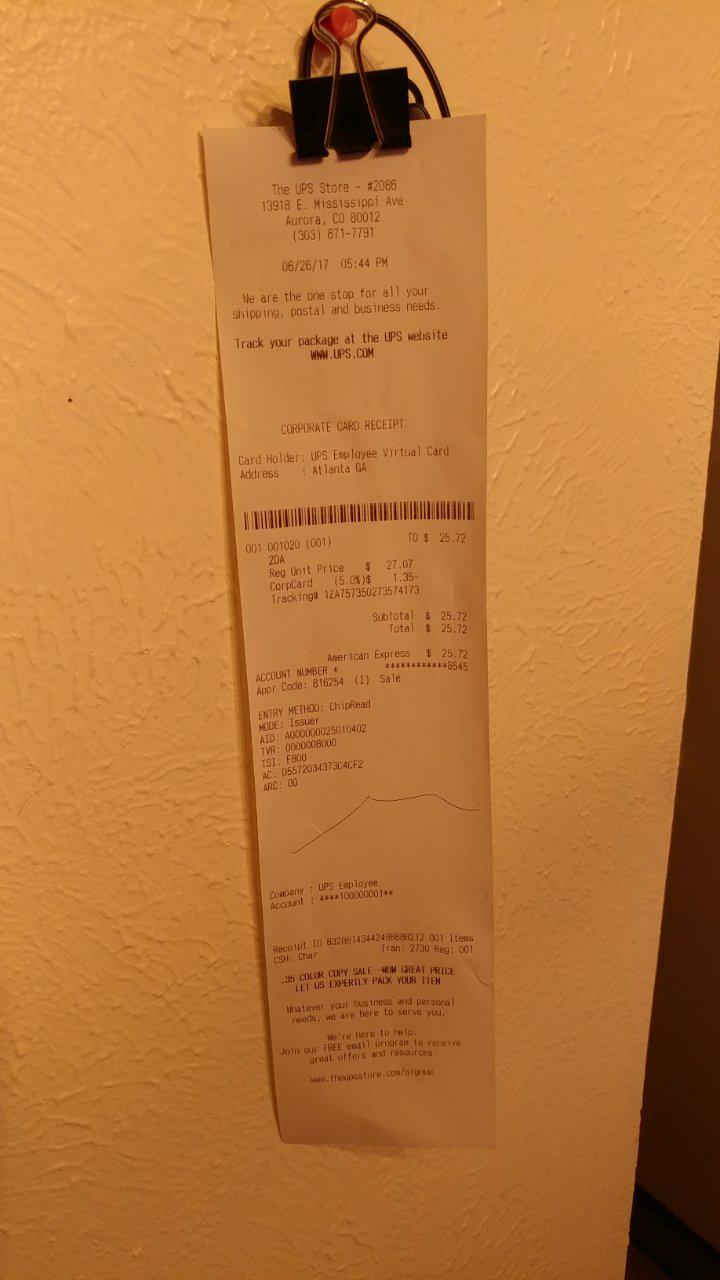 The UPS Store - #2086
13918 E. Mississippi Ave
Aurora, CO 80012
(303) 671-7791
06/26/17 05:44 PM
We are the one stop for all your
shipping, postal and business needs.
Track your package at the UPS website
WWW.UPS.COM
CORPORATE CARD RECEIPT
Card Holder: UPS Employee Virtual Card
Address : Atlanta GA
001 001020 (001) TO $ 25.72
2DA
Reg Unit Price $ 27.07
CorpCard (5.0%)$ 1.35-
Tracking# 1ZA757350273574173
SubTotal $ 25.72
Total $ 25.72
American Express $ 25.72
ACCOUNT NUMBER * ************8545
Appr Code: 816254 (I) Sale
ENTRY METHOD: ChipRead
MODE: Issuer
AID: A000000025010402
TVR: 0000008000
TSI: F800
AC: D5572034373C4CF2
ARC: 00
Company : UPS Employee
Account : ****10000001**
Receipt ID 83286143442498888212 001 Items
CSH: Char Tran: 2730 Reg: 001
.35 COLOR COPY SALE -WOW GREAT PRICE
LET US EXPERTLY PACK YOUR ITEM
Whatever your business and personal
needs, we are here to serve you.
We're here to help.
Join our FREE email program to receive
great offers and resources.
www.theupsstore.com/signup